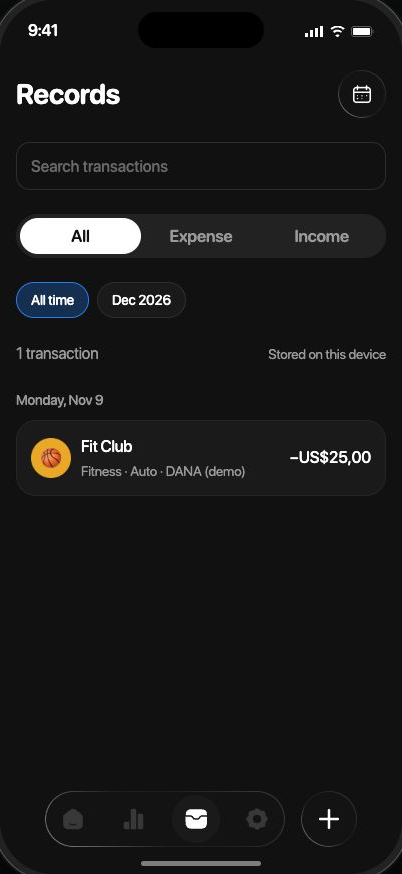 9:41
Records
Search transactions
All Expense Income
All time Dec 2026
1 transaction Stored on this device
Monday, Nov 9
Fit Club
−US$25,00
Fitness · Auto · DANA (demo)